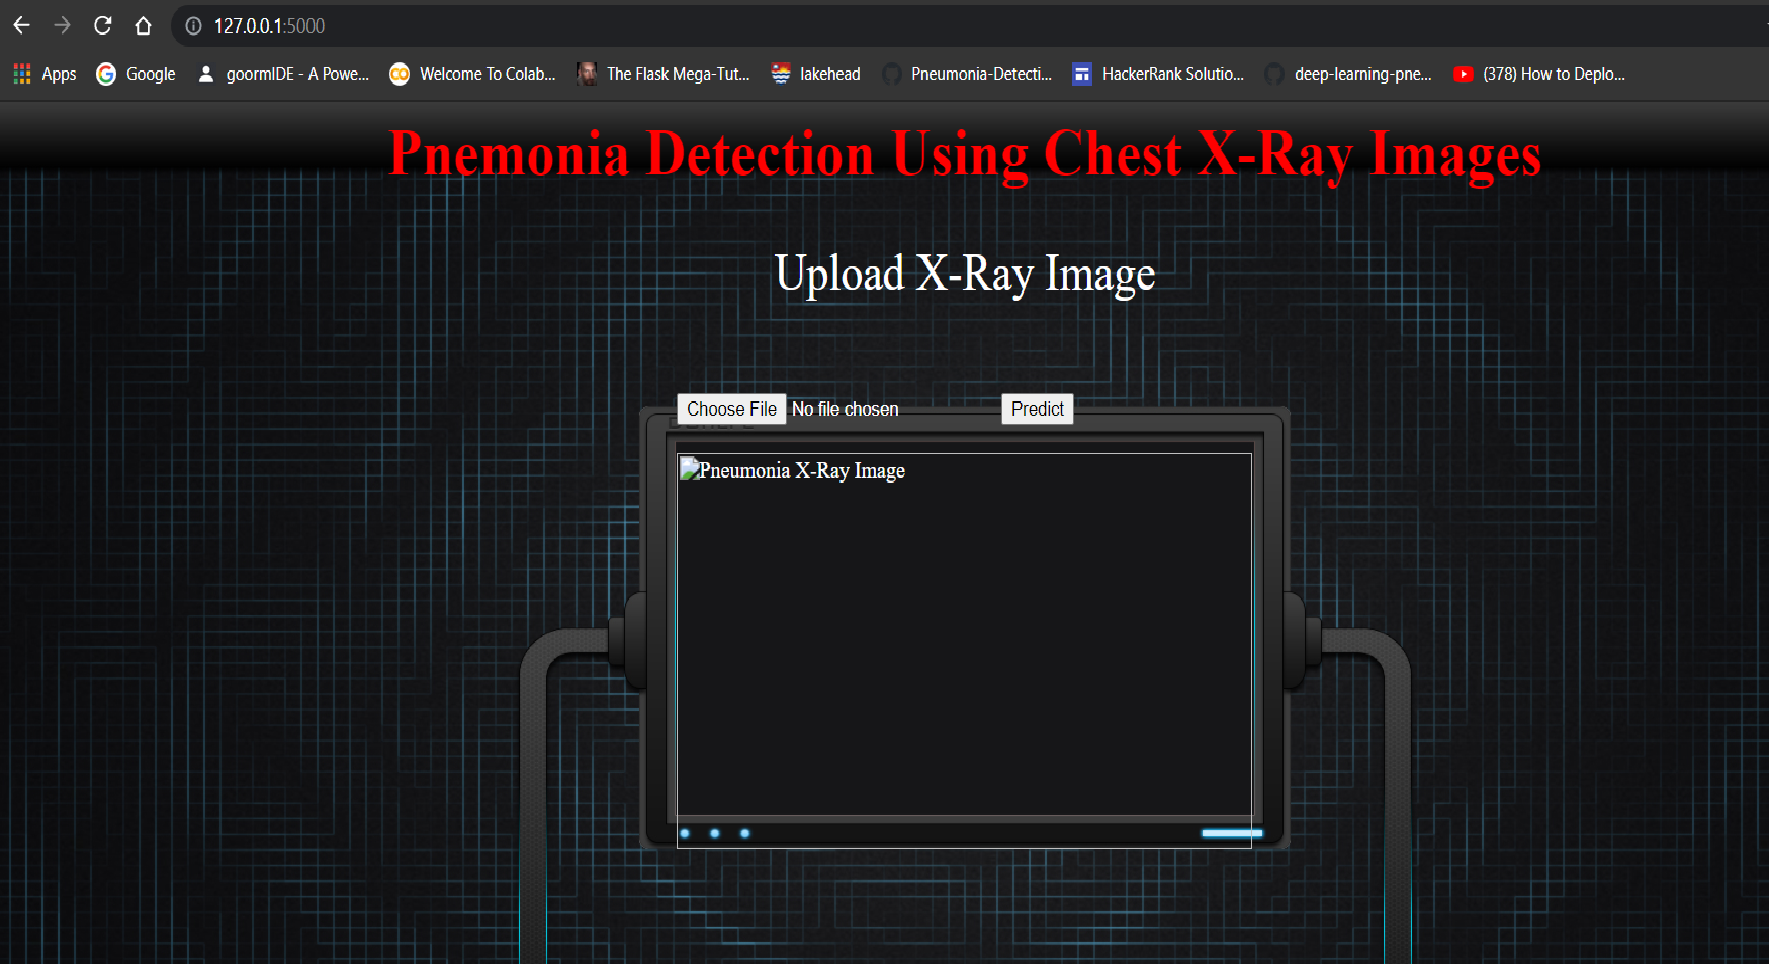 127.0.0.1:5000
Apps Google goormIDE - A Powe... Welcome To Colab... The Flask Mega-Tut... lakehead Pneumonia-Detecti... HackerRank Solutio... deep-learning-pne... (378) How to Deplo...
Pnemonia Detection Using Chest X-Ray Images
Upload X-Ray Image
Choose File No file chosen Predict
Pneumonia X-Ray Image